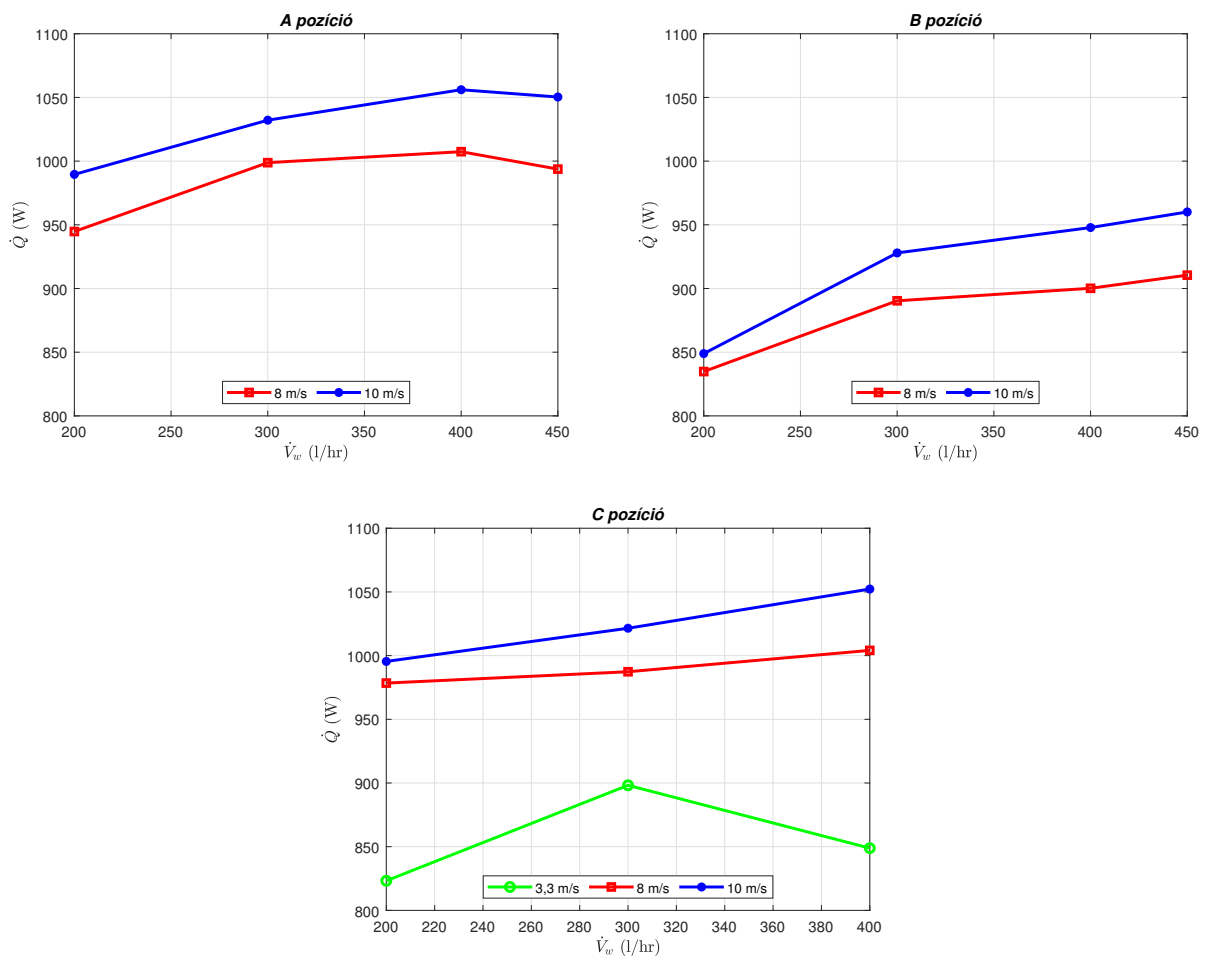 A pozíció
1100
1050
1000
950
900
850
800
200 250 300 350 400 450
Q̇ (W)
V̇w (l/hr)
8 m/s 10 m/s
B pozíció
1100
1050
1000
950
900
850
800
200 250 300 350 400 450
Q̇ (W)
V̇w (l/hr)
8 m/s 10 m/s
C pozíció
1100
1050
1000
950
900
850
800
200 220 240 260 280 300 320 340 360 380 400
Q̇ (W)
V̇w (l/hr)
3,3 m/s 8 m/s 10 m/s